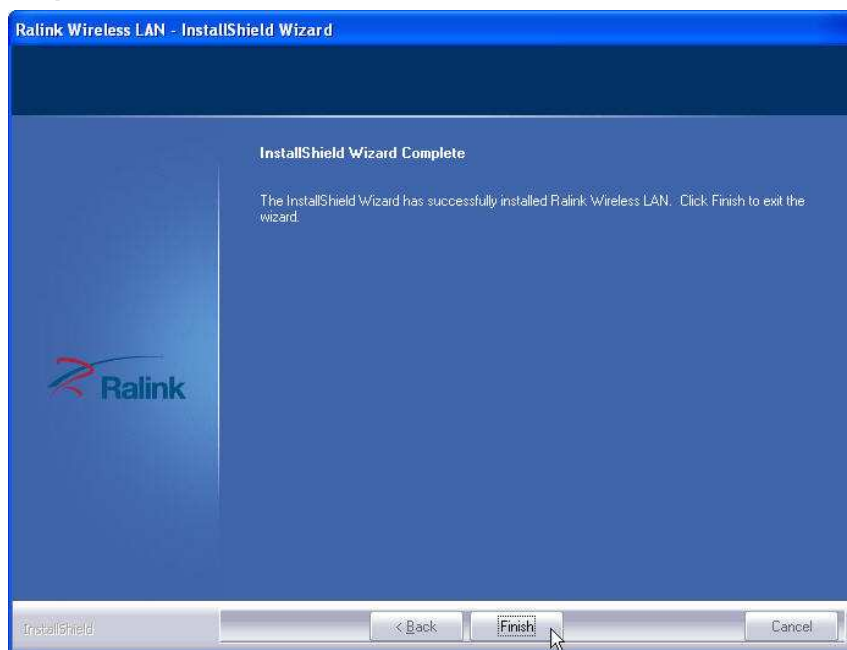 Ralink Wireless LAN - InstallShield Wizard
InstallShield Wizard Complete
The InstallShield Wizard has successfully installed Ralink Wireless LAN. Click Finish to exit the
wizard.
Ralink
InstallShield
< Back
Finish
Cancel